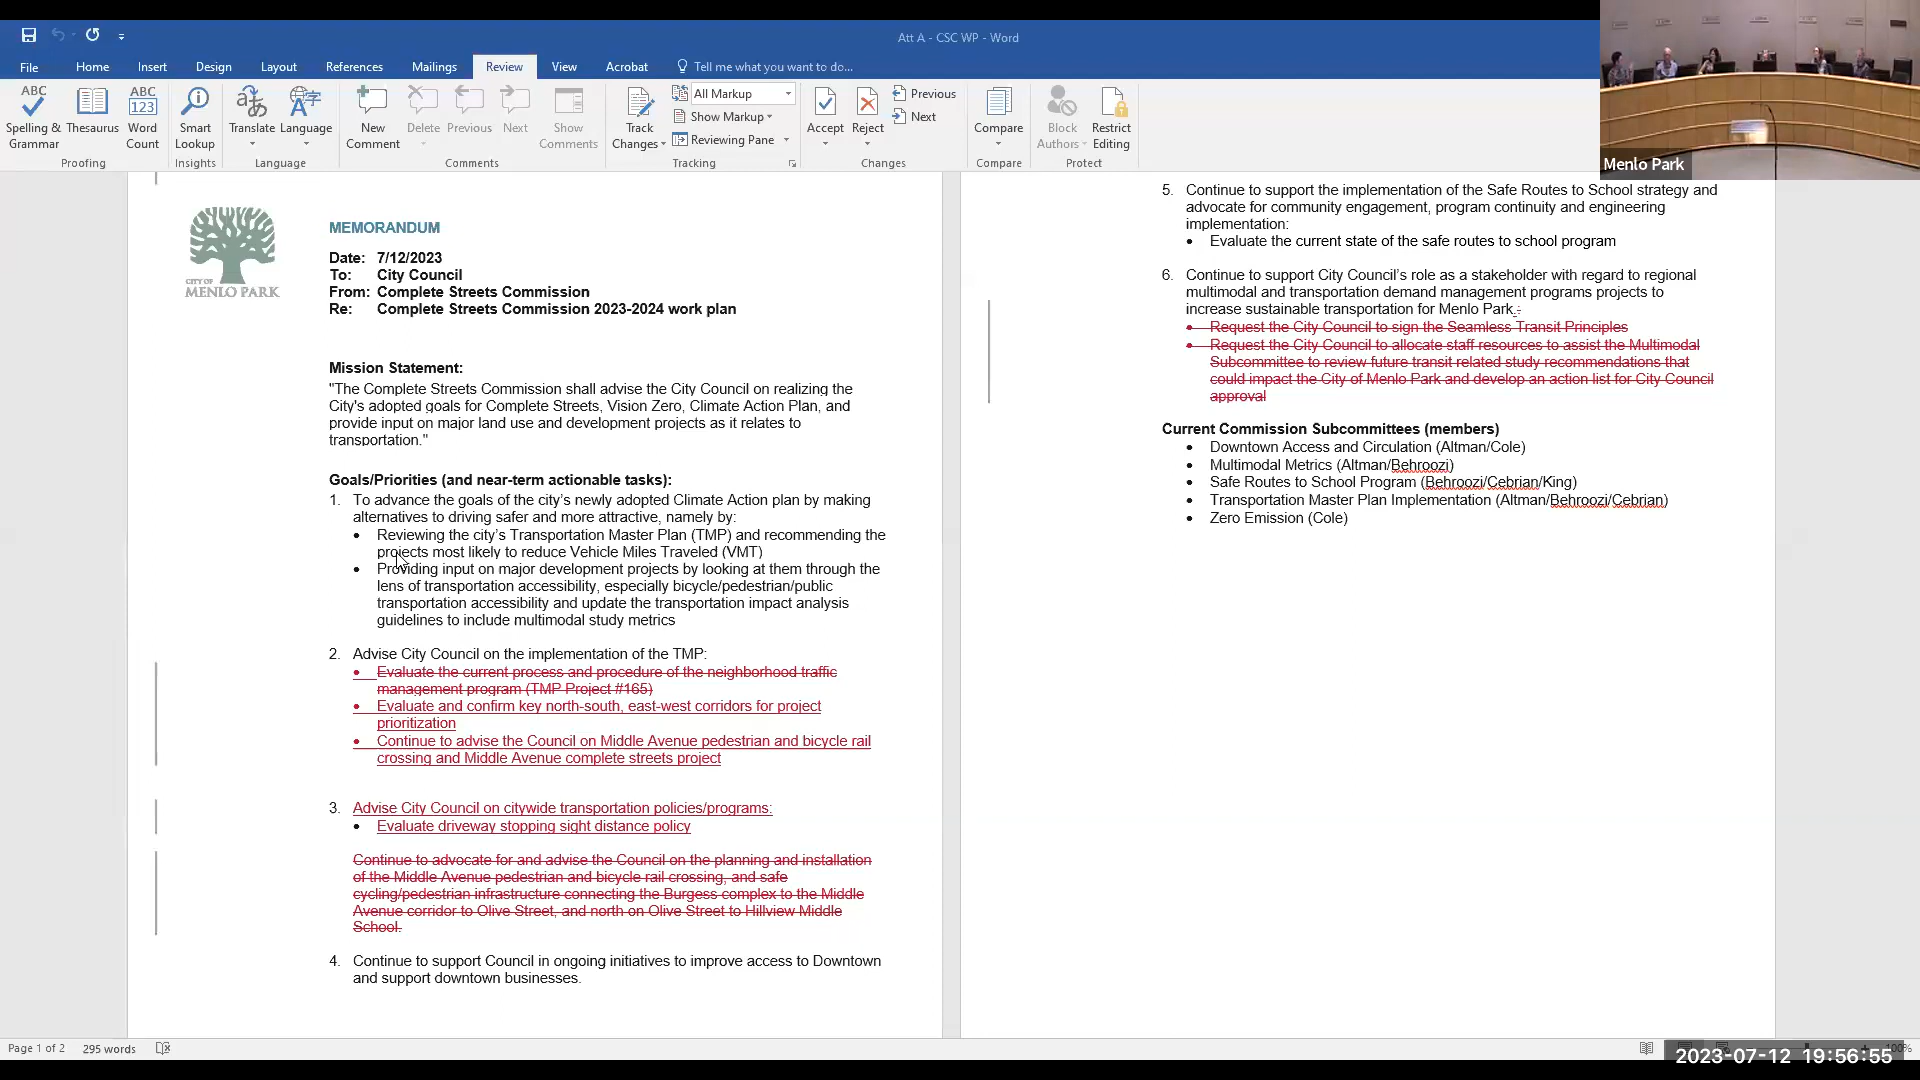 Att A - CSC WP - Word
File Home Insert Design Layout References Mailings Review View Acrobat Tell me what you want to do...
ABC
Spelling &
Grammar
Thesaurus
ABC
123
Word
Count
Proofing
Smart
Lookup
Insights
Translate
Language
Language
New
Comment
Delete
Previous
Next
Show
Comments
Comments
Track
Changes
All Markup
Show Markup
Reviewing Pane
Tracking
Accept
Reject
Previous
Next
Changes
Compare
Compare
Block
Authors
Restrict
Editing
Protect
Menlo Park
CITY OF
MENLO PARK
MEMORANDUM
Date: 7/12/2023
To: City Council
From: Complete Streets Commission
Re: Complete Streets Commission 2023-2024 work plan
Mission Statement:
"The Complete Streets Commission shall advise the City Council on realizing the
City's adopted goals for Complete Streets, Vision Zero, Climate Action Plan, and
provide input on major land use and development projects as it relates to
transportation."
Goals/Priorities (and near-term actionable tasks):
1. To advance the goals of the city's newly adopted Climate Action plan by making
alternatives to driving safer and more attractive, namely by:
• Reviewing the city's Transportation Master Plan (TMP) and recommending the
projects most likely to reduce Vehicle Miles Traveled (VMT)
• Providing input on major development projects by looking at them through the
lens of transportation accessibility, especially bicycle/pedestrian/public
transportation accessibility and update the transportation impact analysis
guidelines to include multimodal study metrics
2. Advise City Council on the implementation of the TMP:
• Evaluate the current process and procedure of the neighborhood traffic
management program (TMP Project #165)
• Evaluate and confirm key north-south, east-west corridors for project
prioritization
• Continue to advise the Council on Middle Avenue pedestrian and bicycle rail
crossing and Middle Avenue complete streets project
3. Advise City Council on citywide transportation policies/programs:
• Evaluate driveway stopping sight distance policy
Continue to advocate for and advise the Council on the planning and installation
of the Middle Avenue pedestrian and bicycle rail crossing, and safe
cycling/pedestrian infrastructure connecting the Burgess complex to the Middle
Avenue corridor to Olive Street, and north on Olive Street to Hillview Middle
School.
4. Continue to support Council in ongoing initiatives to improve access to Downtown
and support downtown businesses.
5. Continue to support the implementation of the Safe Routes to School strategy and
advocate for community engagement, program continuity and engineering
implementation:
• Evaluate the current state of the safe routes to school program
6. Continue to support City Council's role as a stakeholder with regard to regional
multimodal and transportation demand management programs projects to
increase sustainable transportation for Menlo Park.:
• Request the City Council to sign the Seamless Transit Principles
• Request the City Council to allocate staff resources to assist the Multimodal
Subcommittee to review future transit related study recommendations that
could impact the City of Menlo Park and develop an action list for City Council
approval
Current Commission Subcommittees (members)
• Downtown Access and Circulation (Altman/Cole)
• Multimodal Metrics (Altman/Behroozi)
• Safe Routes to School Program (Behroozi/Cebrian/King)
• Transportation Master Plan Implementation (Altman/Behroozi/Cebrian)
• Zero Emission (Cole)
Page 1 of 2 295 words
100%
2023-07-12 19:56:55